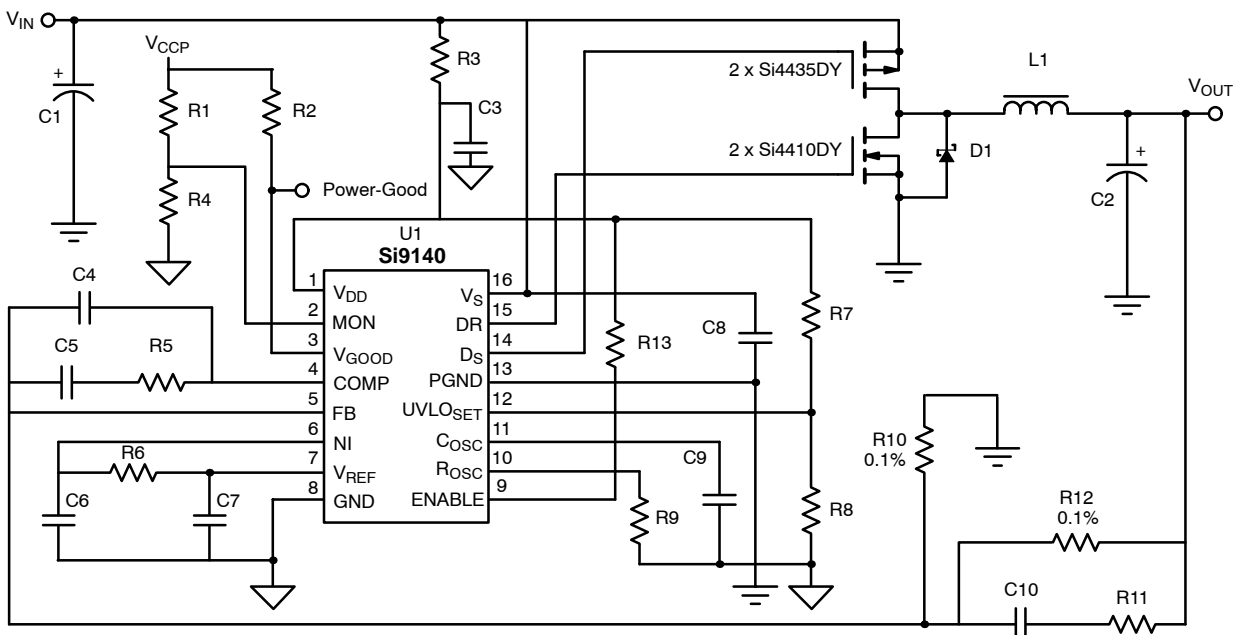 VIN
VCCP
R3
2 x Si4435DY
L1
VOUT
+
C1
R1
R2
C3
2 x Si4410DY
D1
+
C2
R4
Power-Good
U1
Si9140
C4
1
VDD
16
VS
2
MON
15
DR
C8
R7
C5
R5
3
VGOOD
14
DS
R13
4
COMP
13
PGND
5
FB
12
UVLOSET
6
NI
11
COSC
R10
0.1%
R6
7
VREF
10
ROSC
C9
C6
C7
8
GND
9
ENABLE
R9
R8
R12
0.1%
C10
R11